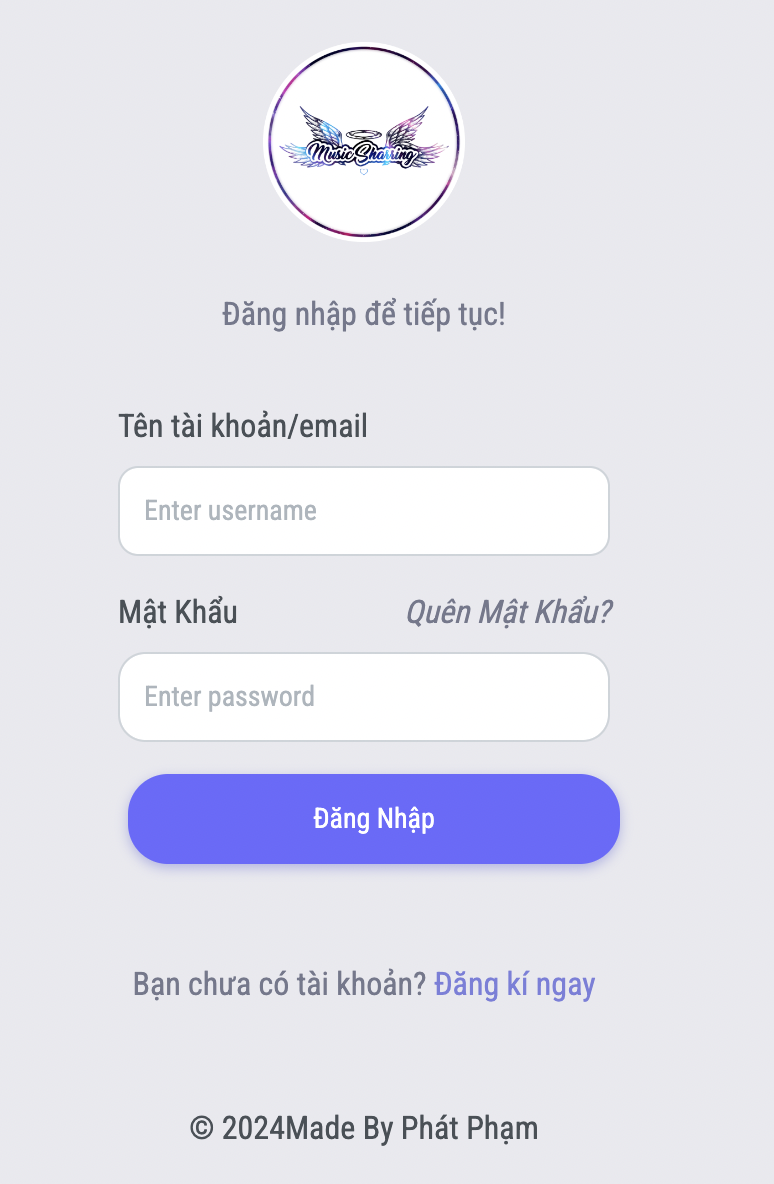 Music Sharring
Đăng nhập để tiếp tục!
Tên tài khoản/email
Enter username
Mật Khẩu Quên Mật Khẩu?
Enter password
Đăng Nhập
Bạn chưa có tài khoản? Đăng kí ngay
© 2024Made By Phát Phạm